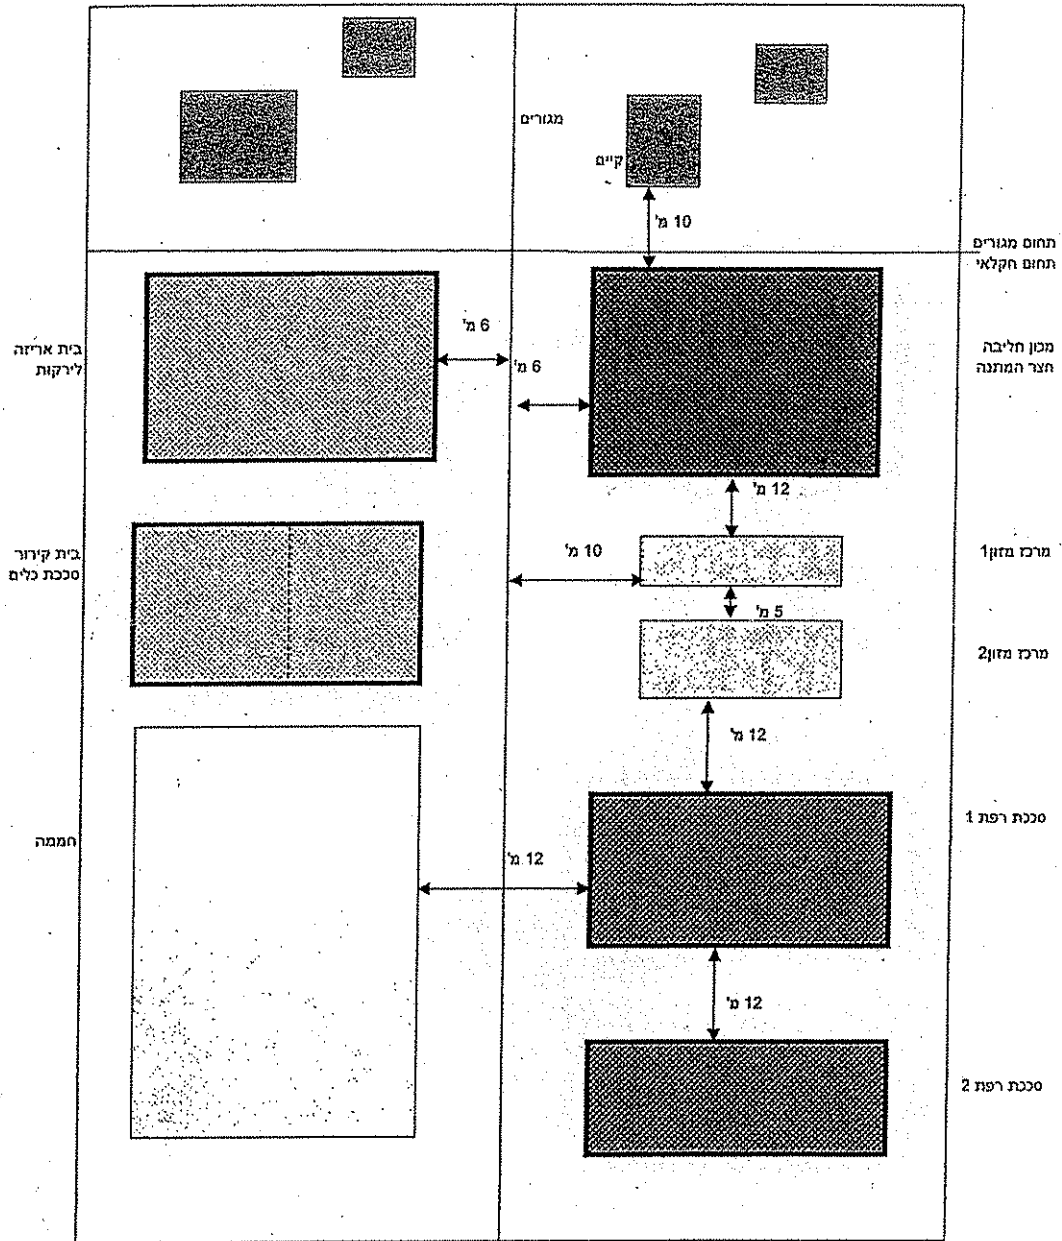 מגורים
קיים
10 מ'
תחום מגורים
תחום חקלאי
6 מ'
6 מ'
מכון חליבה
חצר המתנה
בית אריזה
לירקות
12 מ'
מרכז מזון1
10 מ'
בית קירור
סככת כלים
5 מ'
מרכז מזון2
12 מ'
סככת רפת 1
חממה
12 מ'
12 מ'
סככת רפת 2